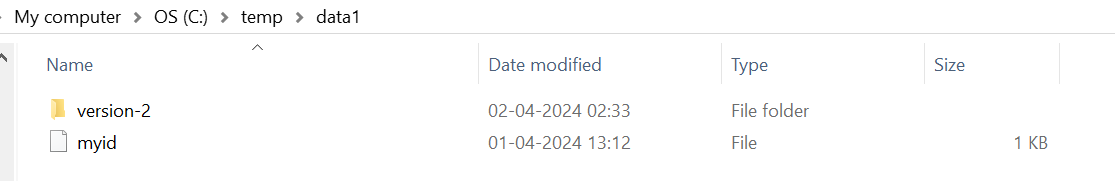 My computer > OS (C:) > temp > data1
Name Date modified Type Size
version-2 02-04-2024 02:33 File folder
myid 01-04-2024 13:12 File 1 KB